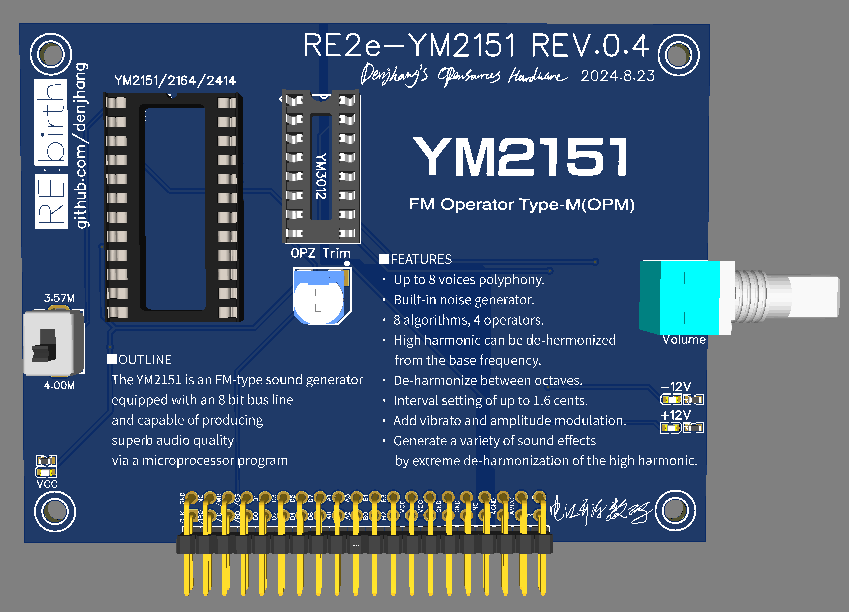 RE2e-YM2151 REV.0.4
Denjhang's Opensources Hardware 2024.8.23
RE:birth
github.com/denjhang
YM2151/2164/2414
YM3012
YM2151
FM Operator Type-M(OPM)
OPZ Trim
■FEATURES
・ Up to 8 voices polyphony.
・ Built-in noise generator.
・ 8 algorithms, 4 operators.
・ High harmonic can be de-hermonized
from the base frequency.
・ De-harmonize between octaves.
・ Interval setting of up to 1.6 cents.
・ Add vibrato and amplitude modulation.
・ Generate a variety of sound effects
by extreme de-harmonization of the high harmonic.
3.57M
4.00M
■OUTLINE
The YM2151 is an FM-type sound generator
equipped with an 8 bit bus line
and capable of producing
superb audio quality
via a microprocessor program
Volume
-12V
+12V
VCC